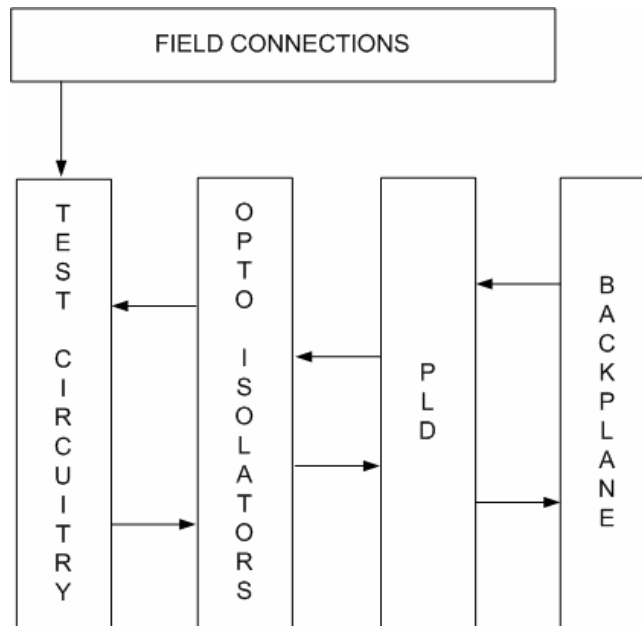 FIELD CONNECTIONS
TEST CIRCUITRY
OPTO ISOLATORS
PLD
BACKPLANE